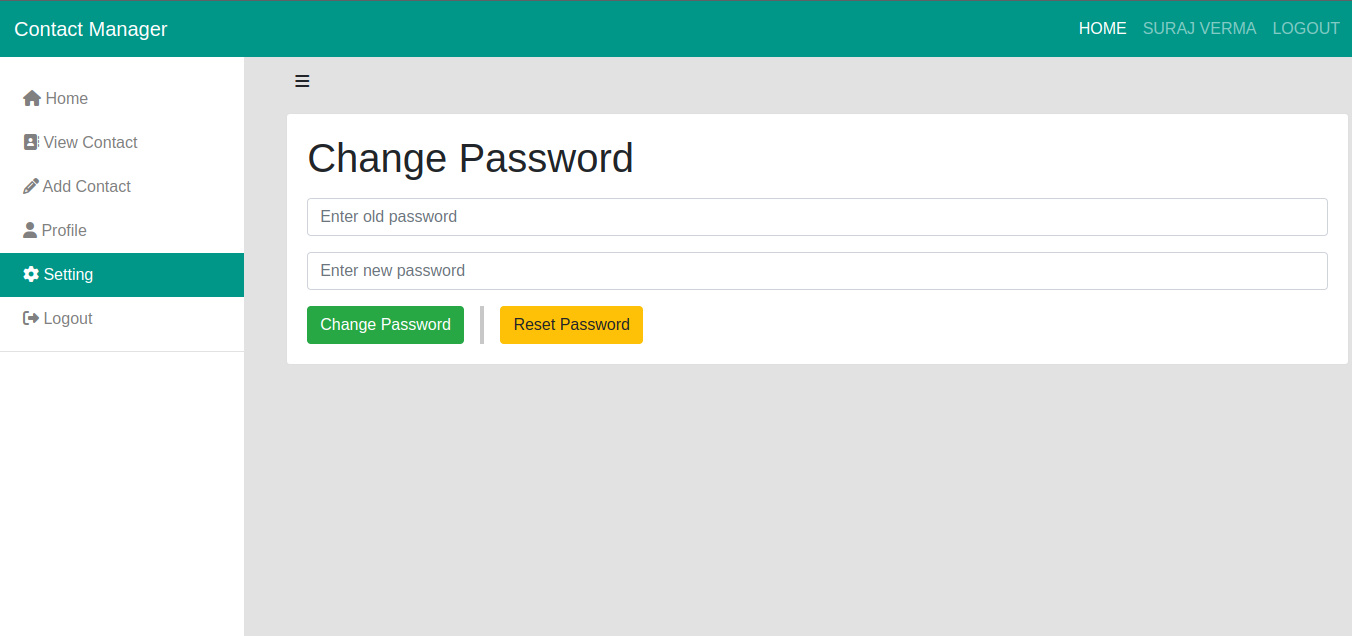 Contact Manager
HOME SURAJ VERMA LOGOUT
Home
View Contact
Add Contact
Profile
Setting
Logout
Change Password
Enter old password
Enter new password
Change Password Reset Password